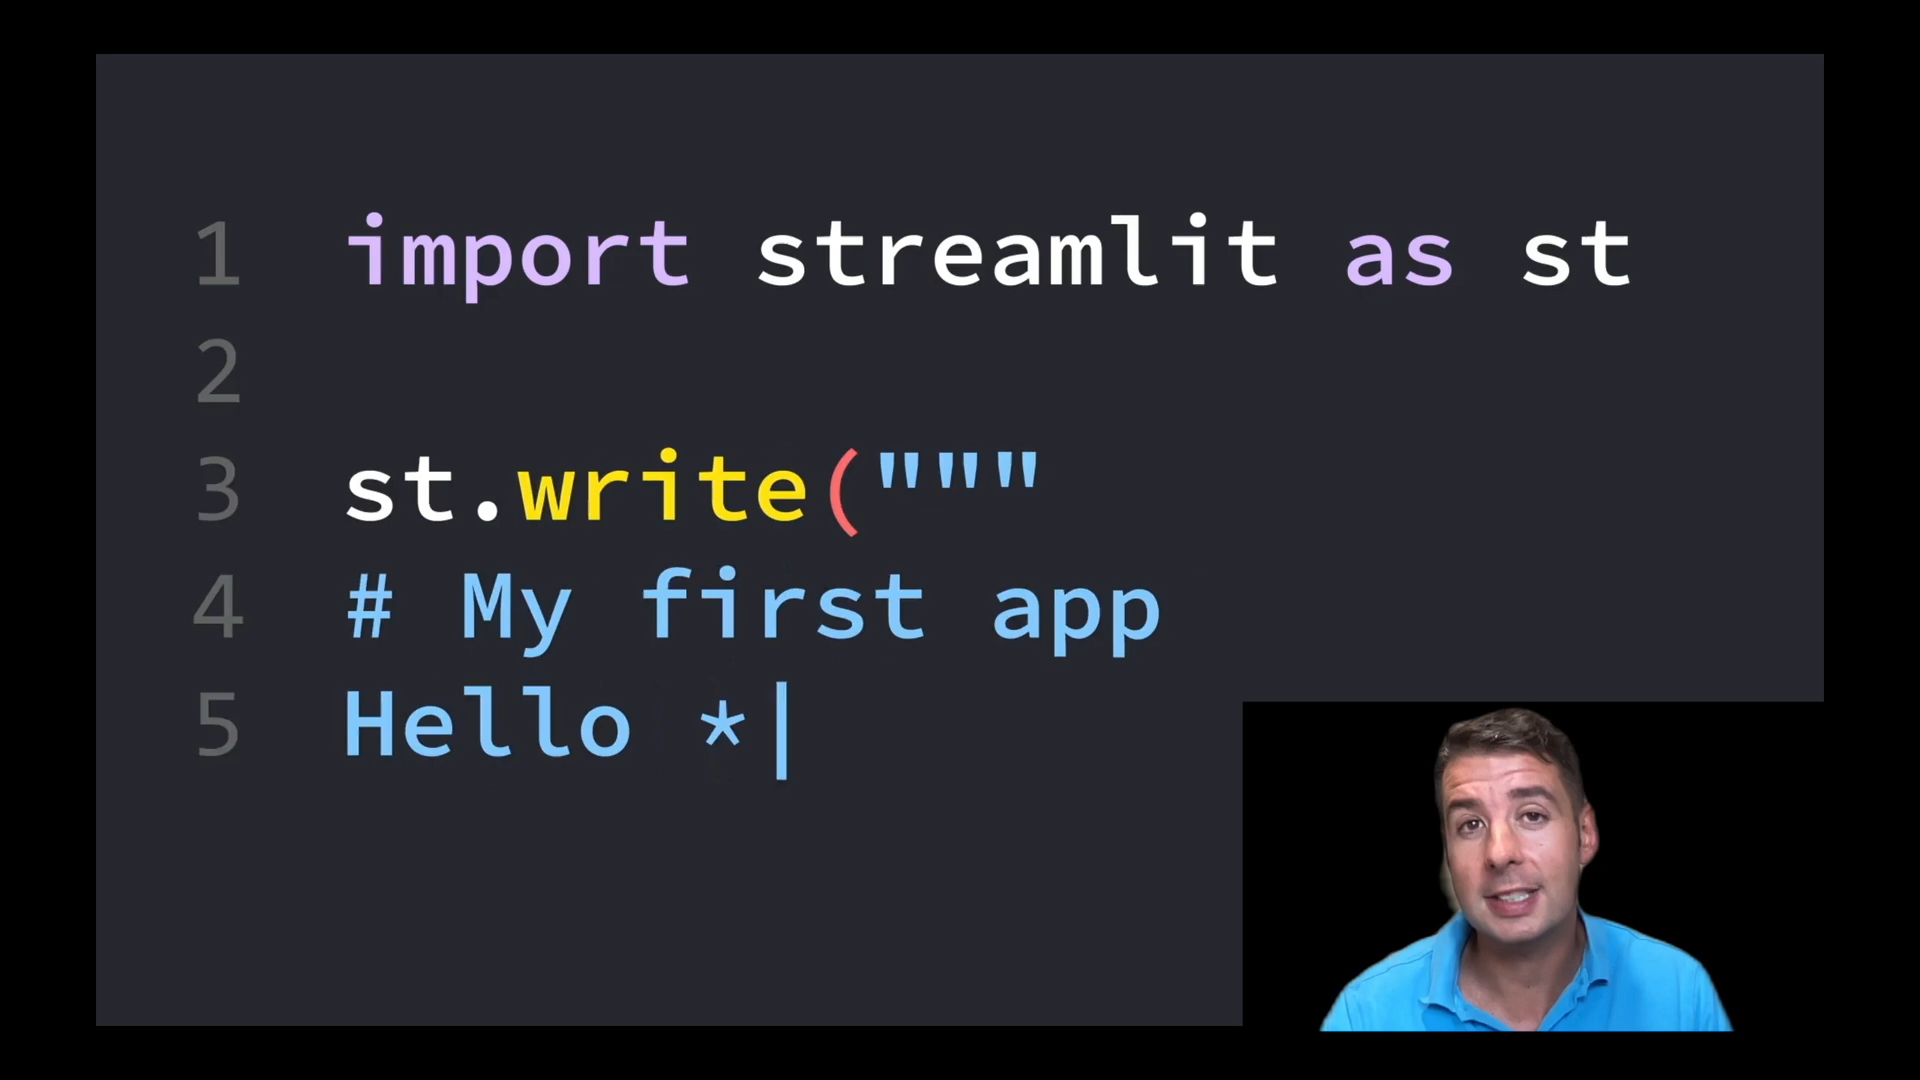 1 import streamlit as st
2
3 st.write("""
4 # My first app
5 Hello *|